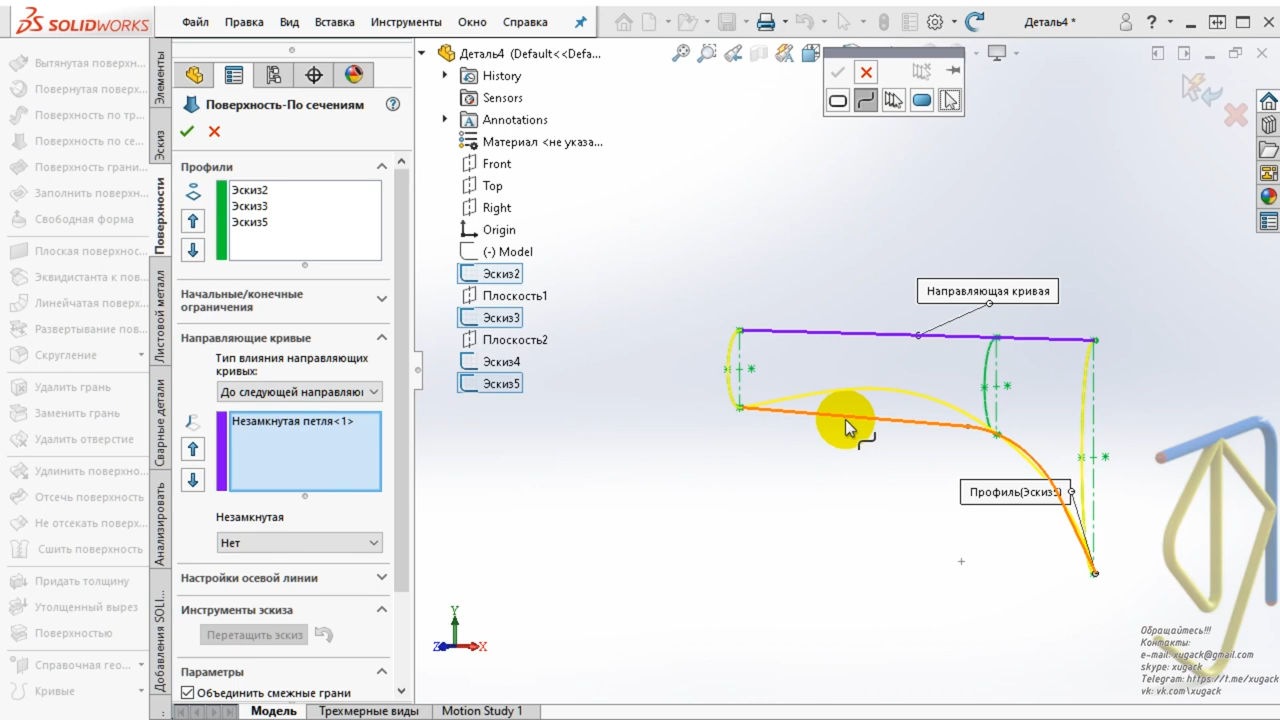 SOLIDWORKS
Файл Правка Вид Вставка Инструменты Окно Справка
Деталь4 *
Вытянутая поверхн...
Повернутая поверх...
Поверхность по тр...
Поверхность по се...
Поверхность грани...
Заполнить поверхн...
Свободная форма
Плоская поверхнос...
Эквидистанта к пов...
Линейчатая поверх...
Развертывание пов...
Скругление
Удалить грань
Заменить грань
Удалить отверстие
Удлинить поверхно...
Отсечь поверхность
Не отсекать поверх...
Сшить поверхность
Придать толщину
Утолщенный вырез
Поверхностью
Справочная гео...
Кривые
Элементы
Эскиз
Поверхности
Листовой металл
Сварные детали
Анализировать
Добавления SOLI...
Поверхность-По сечениям
Профили
Эскиз2
Эскиз3
Эскиз5
Начальные/конечные
ограничения
Направляющие кривые
Тип влияния направляющих
кривых:
До следующей направляющ
Незамкнутая петля<1>
Незамкнутая
Нет
Настройки осевой линии
Инструменты эскиза
Перетащить эскиз
Параметры
Объединить смежные грани
Деталь4 (Default<<Defa...
History
Sensors
Annotations
Материал <не указа...
Front
Top
Right
Origin
(-) Model
Эскиз2
Плоскость1
Эскиз3
Плоскость2
Эскиз4
Эскиз5
Направляющая кривая
Профиль(Эскиз5)
Y
Z X
Обращайтесь!!!
Контакты:
e-mail: xugack@gmail.com
skype: xugack
Telegram: https://t.me/xugack
vk: vk.com\xugack
Модель Трехмерные виды Motion Study 1